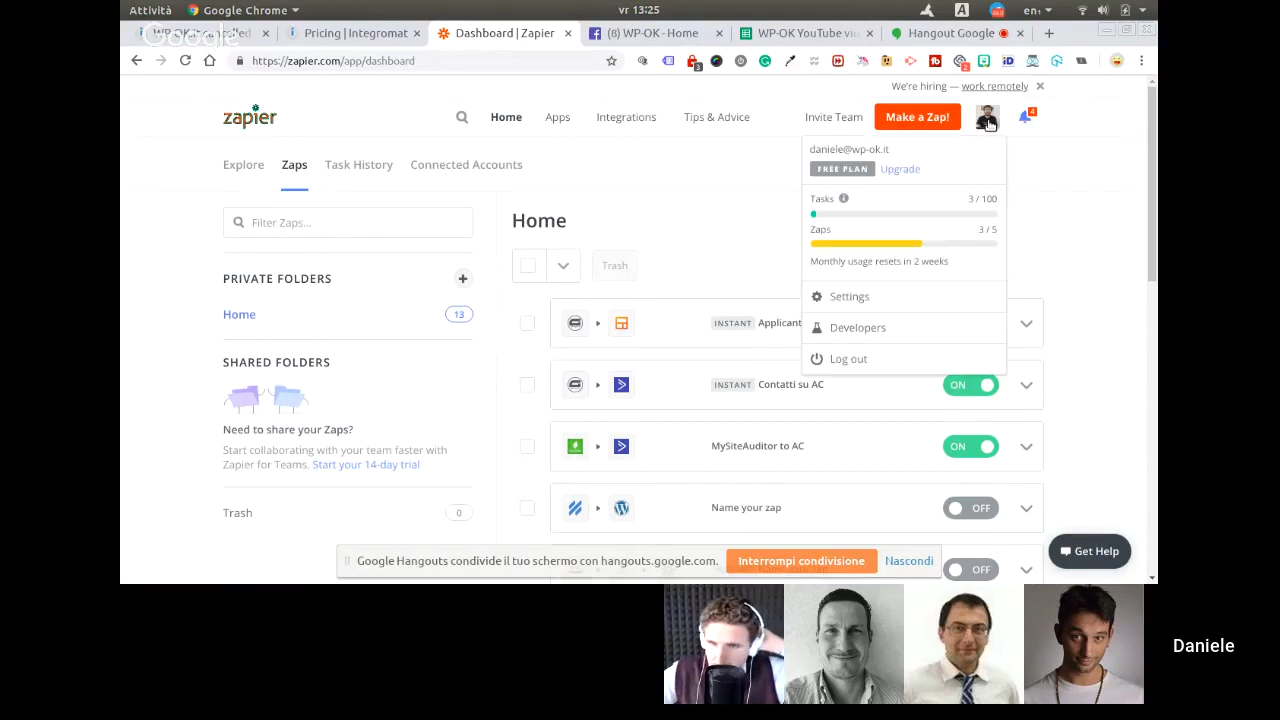 Attività
Google Chrome
vr 13:25
en
Google
Pricing | Integromat
Dashboard | Zapier
(8) WP-OK - Home
WP-OK YouTube vi
Hangout Google
https://zapier.com/app/dashboard
We're hiring — work remotely
zapier
Home
Apps
Integrations
Tips & Advice
Invite Team
Make a Zap!
4
Explore
Zaps
Task History
Connected Accounts
daniele@wp-ok.it
FREE PLAN Upgrade
Tasks 3 / 100
Zaps 3 / 5
Monthly usage resets in 2 weeks
Settings
Developers
Log out
Filter Zaps...
PRIVATE FOLDERS
Home 13
SHARED FOLDERS
Need to share your Zaps?
Start collaborating with your team faster with
Zapier for Teams. Start your 14-day trial
Trash 0
Home
Trash
INSTANT Applicant
INSTANT Contatti su AC
ON
MySiteAuditor to AC
ON
Name your zap
OFF
OFF
Google Hangouts condivide il tuo schermo con hangouts.google.com.
Interrompi condivisione
Nascondi
Get Help
Daniele